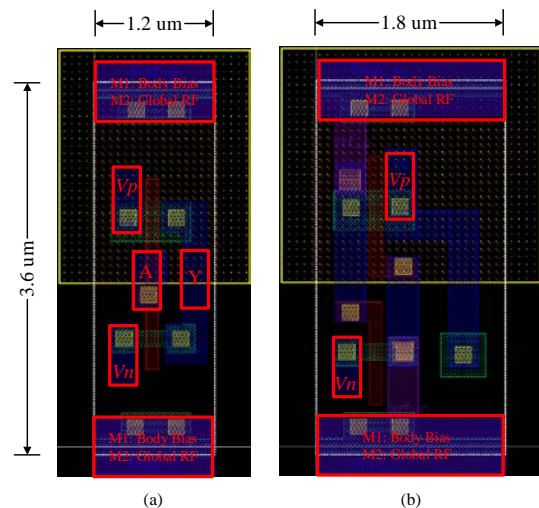 1.2 um
1.8 um
3.6 um
M1: Body Bias
M2: Global RF
Vp
A
Y
Vn
M1: Body Bias
M2: Global RF
(a)
M1: Body Bias
M2: Global RF
Vp
Vn
M1: Body Bias
M2: Global RF
(b)